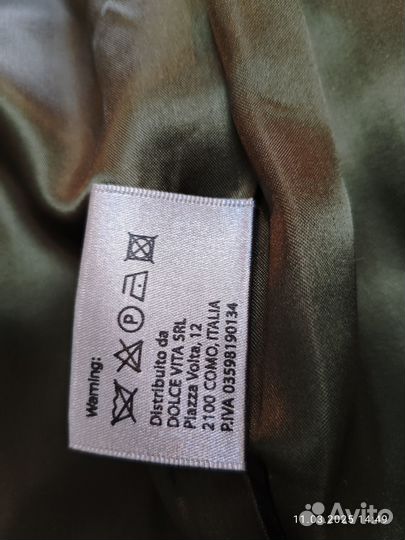 Warning:
P
Distribuito da
DOLCE VITA SRL
Piazza Volta, 12
2100 COMO, ITALIA
P.IVA 03598190134
11.03.2025 14:49
Avito